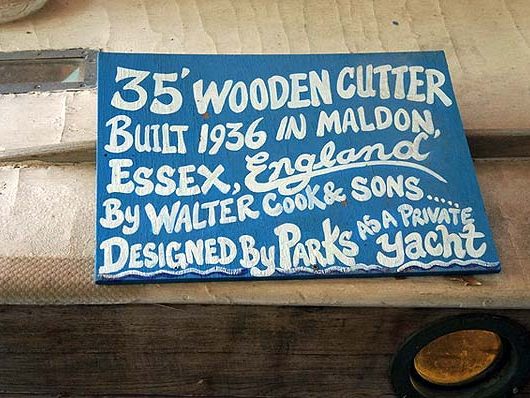 35' WOODEN CUTTER
BUILT 1936 IN MALDON,
ESSEX, England
By WALTER COOK & SONS.....
DESIGNED By PARKS AS A PRIVATE yacht